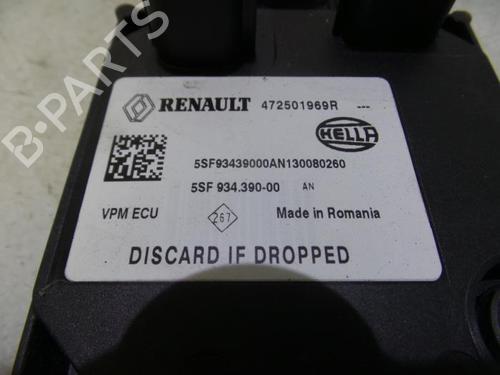 B-PARTS
RENAULT 472501969R ---
HELLA
5SF93439000AN130080260
5SF 934.390-00 AN
VPM ECU 267 Made in Romania
DISCARD IF DROPPED